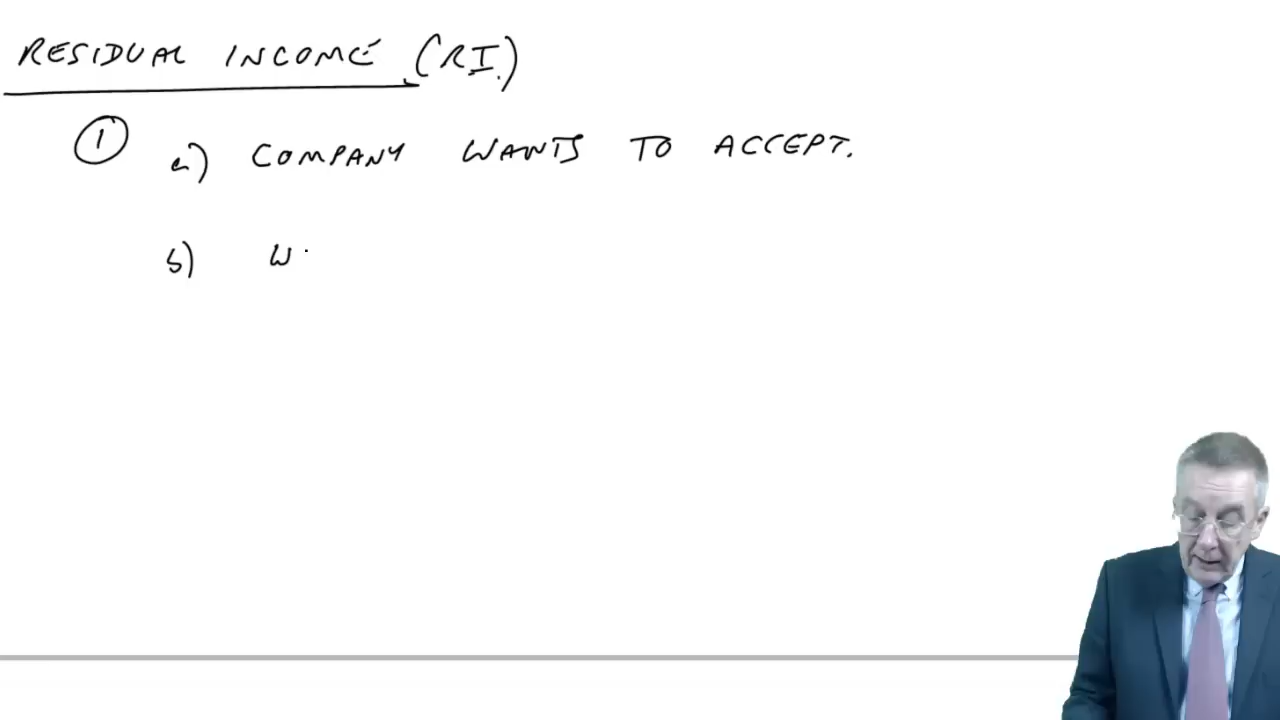 RESIDUAL INCOME (RI.)
① a) COMPANY WANTS TO ACCEPT.
b) W